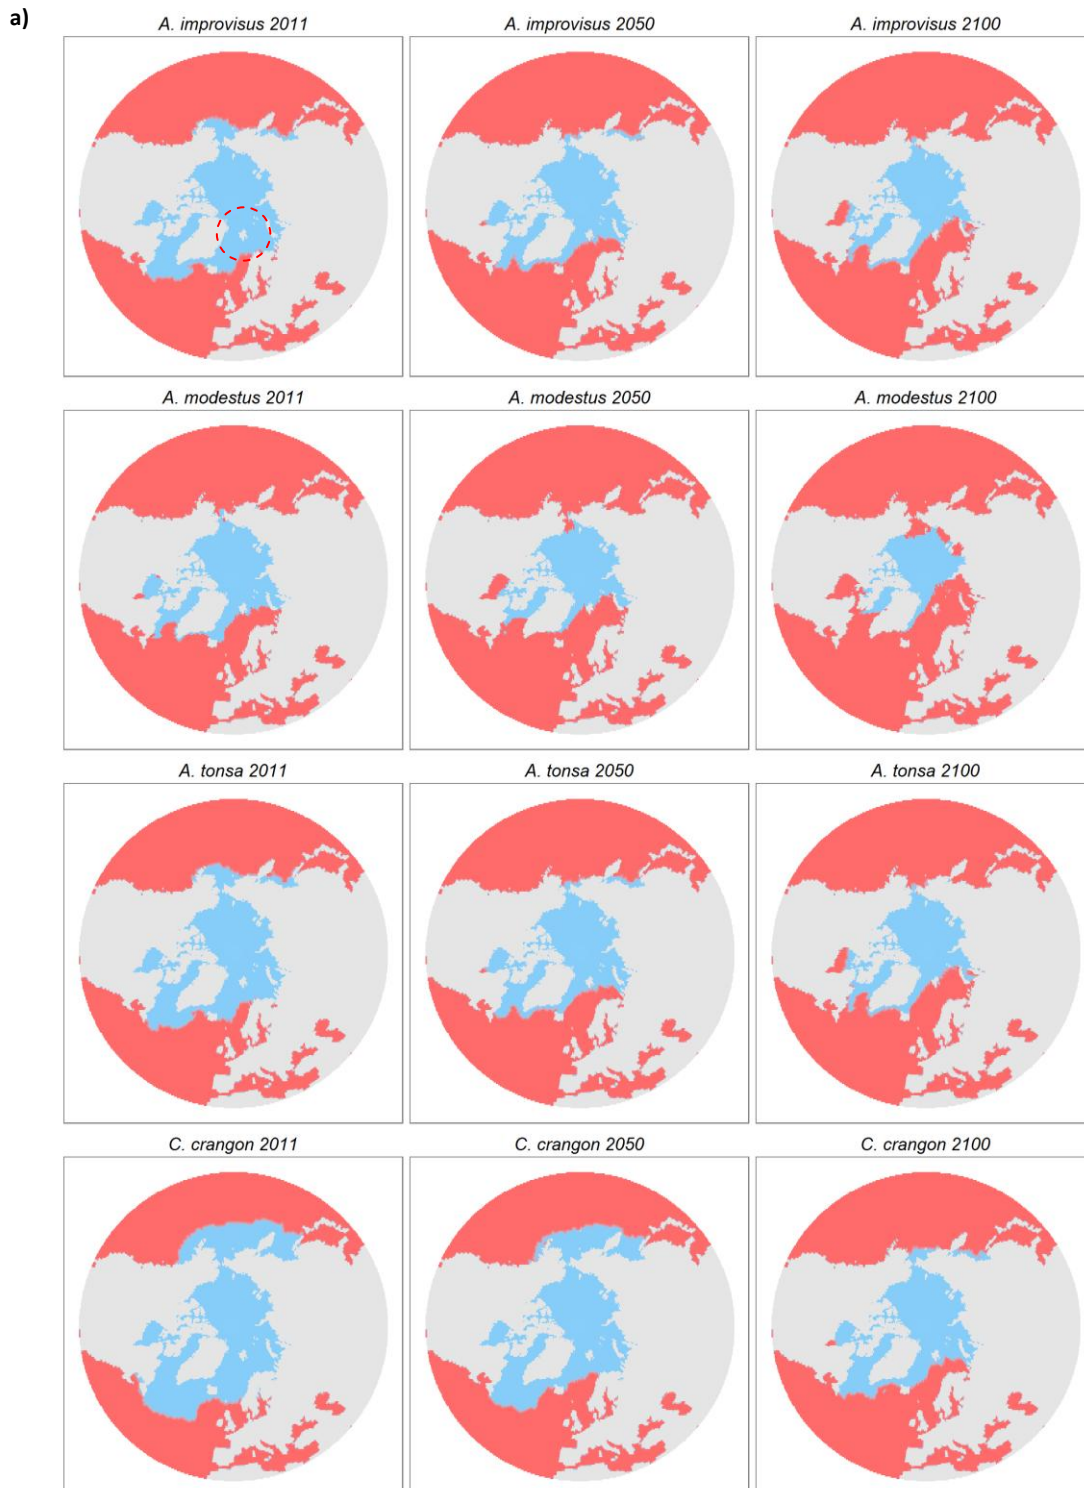 a)
A. improvisus 2011
A. improvisus 2050
A. improvisus 2100
A. modestus 2011
A. modestus 2050
A. modestus 2100
A. tonsa 2011
A. tonsa 2050
A. tonsa 2100
C. crangon 2011
C. crangon 2050
C. crangon 2100